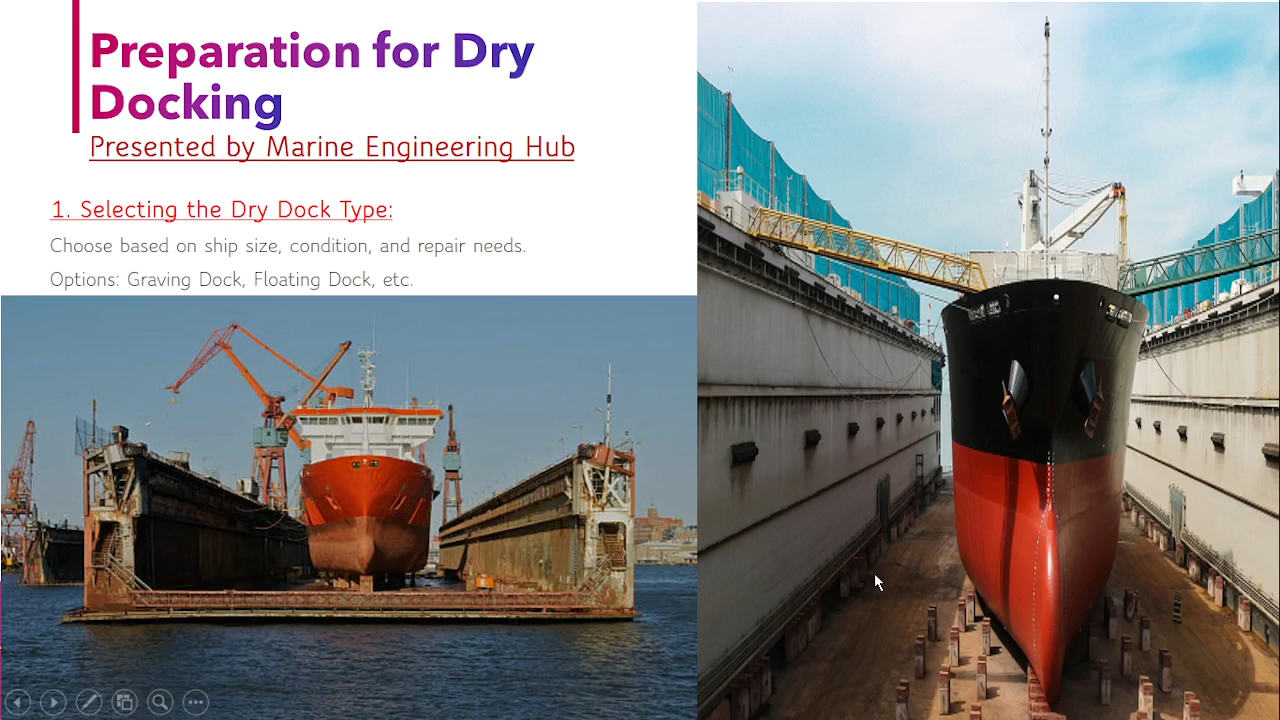 Preparation for Dry
Docking
Presented by Marine Engineering Hub
1. Selecting the Dry Dock Type:
Choose based on ship size, condition, and repair needs.
Options: Graving Dock, Floating Dock, etc.